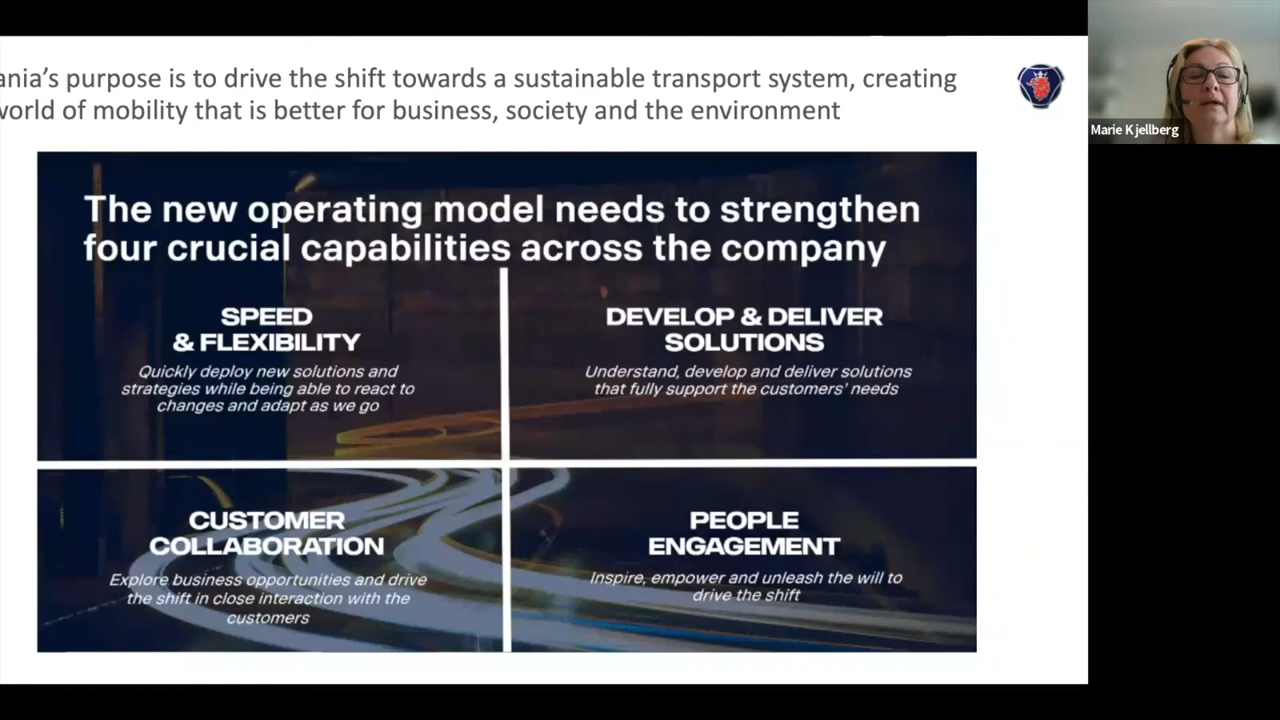 ania's purpose is to drive the shift towards a sustainable transport system, creating
vorld of mobility that is better for business, society and the environment
Marie Kjellberg
The new operating model needs to strengthen
four crucial capabilities across the company
SPEED
& FLEXIBILITY
Quickly deploy new solutions and
strategies while being able to react to
changes and adapt as we go
DEVELOP & DELIVER
SOLUTIONS
Understand, develop and deliver solutions
that fully support the customers' needs
CUSTOMER
COLLABORATION
Explore business opportunities and drive
the shift in close interaction with the
customers
PEOPLE
ENGAGEMENT
Inspire, empower and unleash the will to
drive the shift